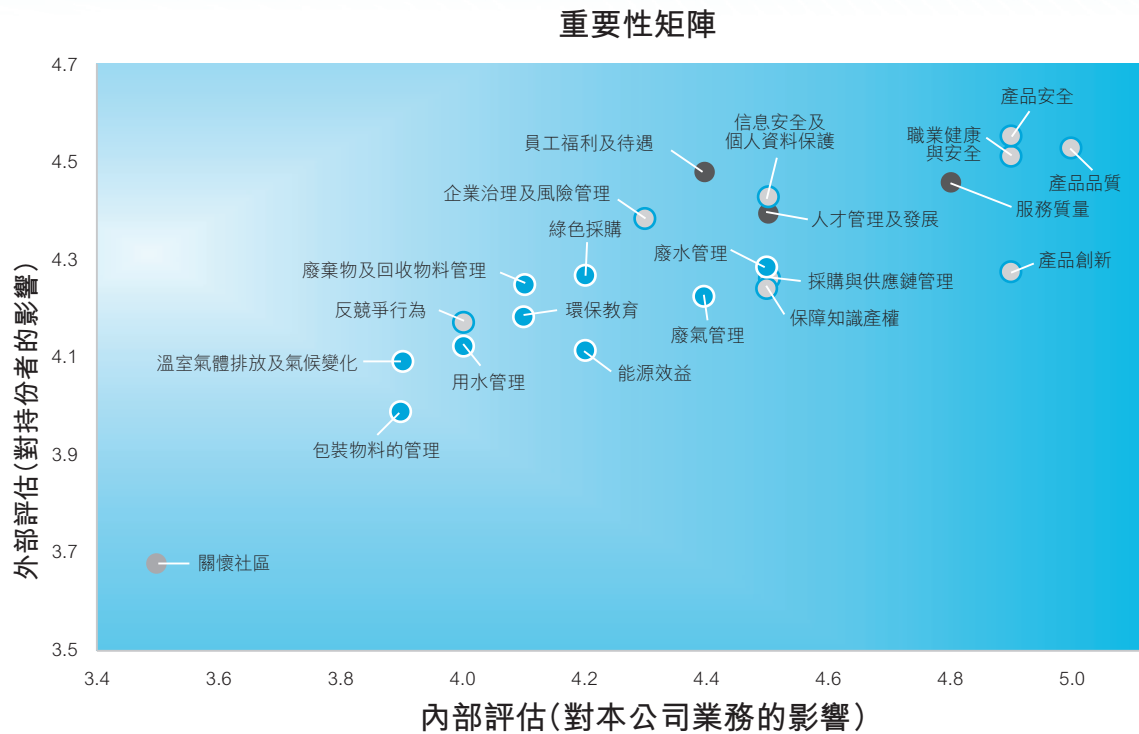 重要性矩陣
4.7
4.5
4.3
4.1
3.9
3.7
3.5
外部評估(對持份者的影響)
產品安全
信息安全及
個人資料保護
職業健康
與安全
員工福利及待遇
產品品質
企業治理及風險管理
服務質量
人才管理及發展
綠色採購
廢水管理
產品創新
廢棄物及回收物料管理
採購與供應鏈管理
反競爭行為
環保教育
保障知識產權
廢氣管理
溫室氣體排放及氣候變化
用水管理
能源效益
包裝物料的管理
關懷社區
3.4
3.6
3.8
4.0
4.2
4.4
4.6
4.8
5.0
內部評估(對本公司業務的影響)